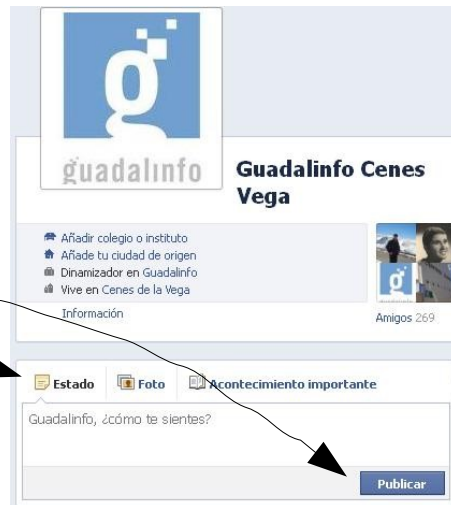 guadalinfo
Guadalinfo Cenes
Vega
Añadir colegio o instituto
Añade tu ciudad de origen
Dinamizador en Guadalinfo
Vive en Cenes de la Vega
Información
Amigos 269
Estado Foto Acontecimiento importante
Guadalinfo, ¿cómo te sientes?
Publicar